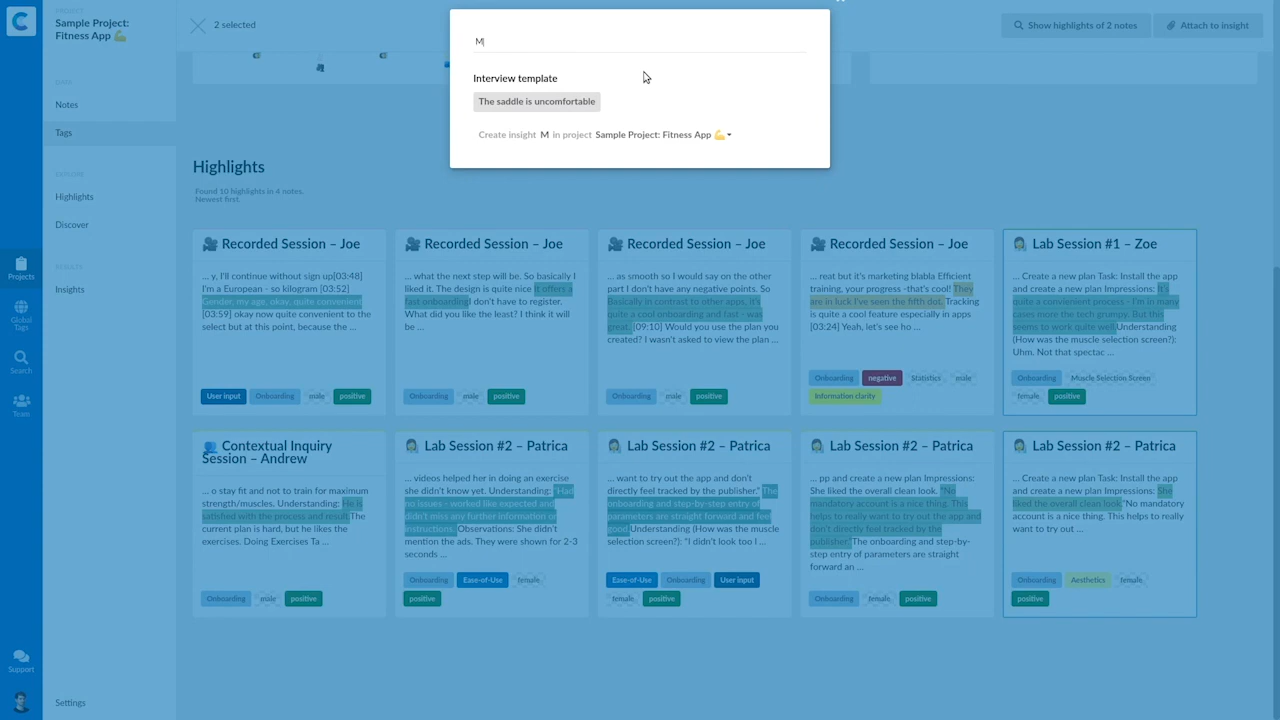 PROJECT
Sample Project:
Fitness App 💪
DATA
Notes
Tags
EXPLORE
Highlights
Discover
RESULTS
Insights
Settings
Projects
Global
Tags
Search
Team
Support
2 selected
Show highlights of 2 notes
Attach to insight
M
Interview template
The saddle is uncomfortable
Create insight M in project Sample Project: Fitness App 💪
Highlights
Found 10 highlights in 4 notes.
Newest first.
Recorded Session – Joe
... y, I'll continue without sign up[03:48]
I'm a European - so kilogram [03:52]
Gender, my age, okay, quite convenient
[03:59] okay now quite convenient to the
select but at this point, because the ...
User input
Onboarding
male
positive
Recorded Session – Joe
... what the next step will be. So basically I
liked it. The design is quite nice it offers a
fast onboardingI don't have to register.
What did you like the least? I think it will
be ...
Onboarding
male
positive
Recorded Session – Joe
... as smooth so I would say on the other
part I don't have any negative points. So
Basically in contrast to other apps, it's
quite a cool onboarding and fast - was
great. [09:10] Would you use the plan you
created? I wasn't asked to view the plan ...
Onboarding
male
positive
Recorded Session – Joe
... reat but it's marketing blabla Efficient
training, your progress -that's cool! They
are in luck I've seen the fifth dot. Tracking
is quite a cool feature especially in apps
[03:24] Yeah, let's see ho ...
Onboarding
negative
Statistics
male
Information clarity
Lab Session #1 – Zoe
... Create a new plan Task: Install the app
and create a new plan Impressions: It's
quite a convenient process - I'm in many
cases more the tech grumpy. But this
seems to work quite wellUnderstanding
(How was the muscle selection screen?):
Uhm. Not that spectac ...
Onboarding
Muscle Selection Screen
female
positive
Contextual Inquiry
Session – Andrew
... o stay fit and not to train for maximum
strength/muscles. Understanding: He is
satisfied with the process and result.The
current plan is hard, but he likes the
exercises. Doing Exercises Ta ...
Onboarding
male
positive
Lab Session #2 – Patrica
... videos helped her in doing an exercise
she didn't know yet. Understanding: "Had
no issues - worked like expected and
didn't miss any further information or
instructions.Observations: She didn't
mention the ads. They were shown for 2-3
seconds ...
Onboarding
Ease-of-Use
female
positive
Lab Session #2 – Patrica
... want to try out the app and don't
directly feel tracked by the publisher." The
onboarding and step-by-step entry of
parameters are straight forward and feel
good.Understanding (How was the muscle
selection screen?): "I didn't look too l ...
Ease-of-Use
Onboarding
User input
female
positive
Lab Session #2 – Patrica
... pp and create a new plan Impressions:
She liked the overall clean look. "No
mandatory account is a nice thing. This
helps to really want to try out the app and
don't directly feel tracked by the
publisher."The onboarding and step-by-
step entry of parameters are straight
forward an ...
Onboarding
female
positive
Lab Session #2 – Patrica
... Create a new plan Task: Install the app
and create a new plan Impressions: She
liked the overall clean look."No mandatory
account is a nice thing. This helps to really
want to try out ...
Onboarding
Aesthetics
female
positive